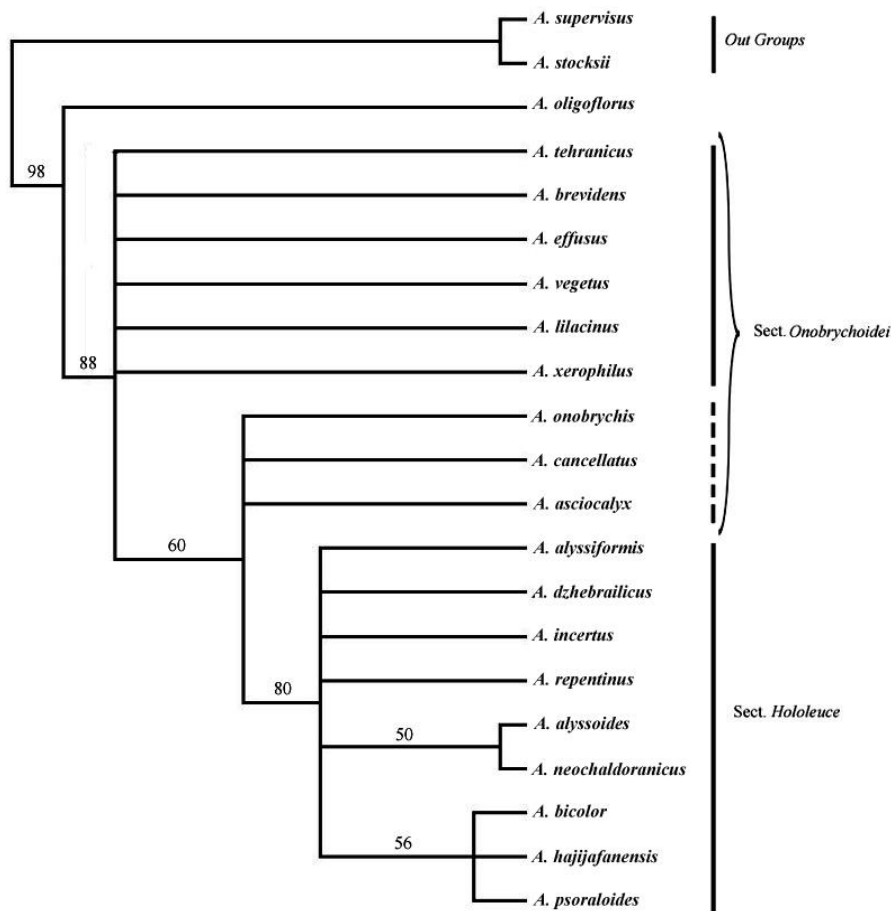 A. supervisus
Out Groups
A. stocksii
A. oligoflorus
A. tehranicus
98
A. brevidens
A. effusus
A. vegetus
A. lilacinus
Sect. Onobrychoidei
88
A. xerophilus
A. onobrychis
A. cancellatus
A. asciocalyx
60
A. alyssiformis
A. dzhebrailicus
A. incertus
A. repentinus
80
Sect. Hololeuce
A. alyssoides
50
A. neochaldoranicus
A. bicolor
56
A. hajijafanensis
A. psoraloides